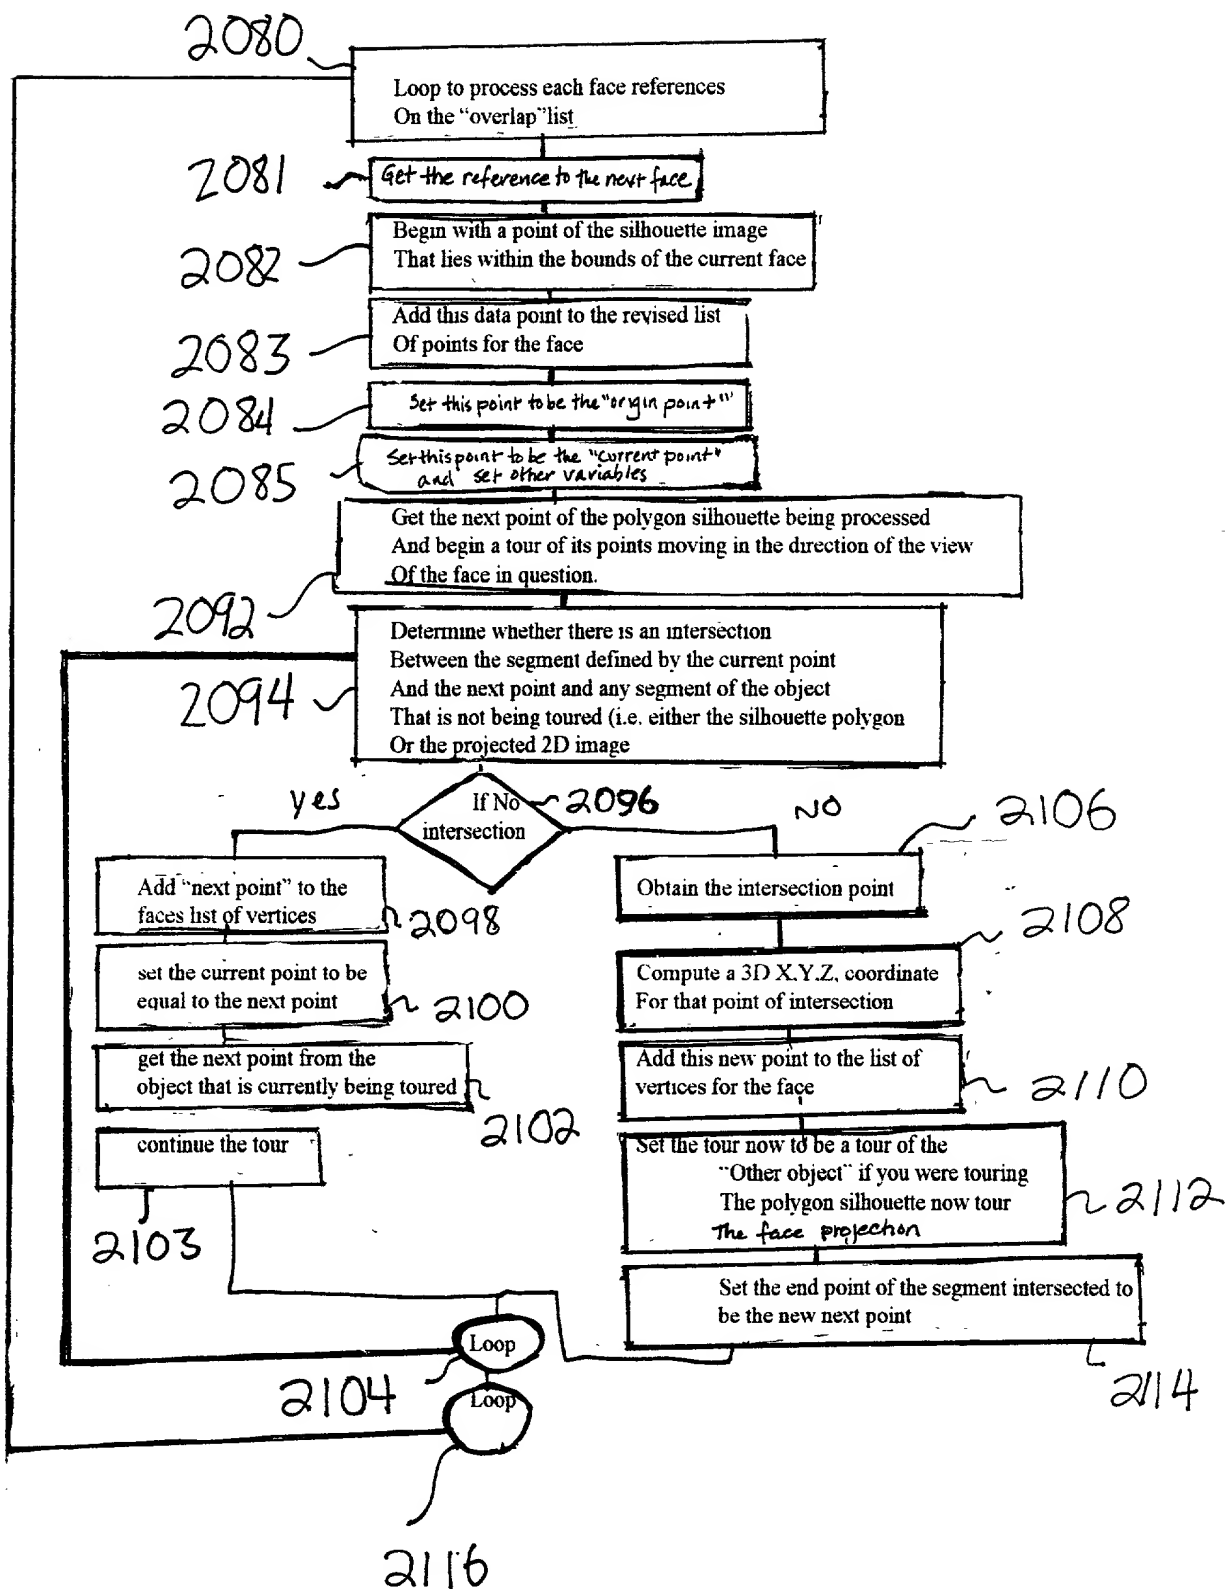 2080
Loop to process each face references
On the "overlap"list
2081
Get the reference to the next face
Begin with a point of the silhouette image
That lies within the bounds of the current face
2082
Add this data point to the revised list
Of points for the face
2083
Set this point to be the "origin point"
2084
Set this point to be the "current point"
and set other variables
2085
Get the next point of the polygon silhouette being processed
And begin a tour of its points moving in the direction of the view
Of the face in question.
2092
Determine whether there is an intersection
Between the segment defined by the current point
And the next point and any segment of the object
2094
That is not being toured (i.e. either the silhouette polygon
Or the projected 2D image
yes
If No
intersection
2096
NO
2106
Add "next point" to the
faces list of vertices
2098
Obtain the intersection point
2108
set the current point to be
equal to the next point
2100
Compute a 3D X.Y.Z, coordinate
For that point of intersection
get the next point from the
object that is currently being toured
2102
Add this new point to the list of
vertices for the face
2110
continue the tour
2103
Set the tour now to be a tour of the
"Other object" if you were touring
The polygon silhouette now tour
The face projection
2112
Set the end point of the segment intersected to
be the new next point
2114
Loop
2104
Loop
2116